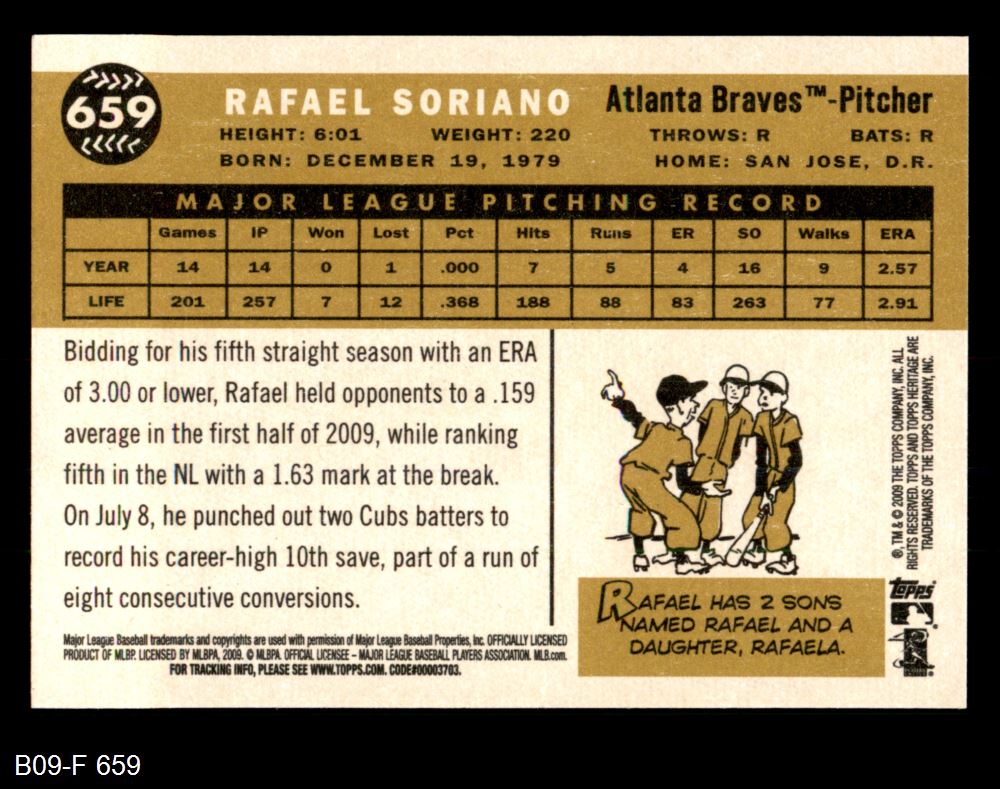 659
RAFAEL SORIANO
Atlanta Braves™-Pitcher
HEIGHT: 6:01 WEIGHT: 220 THROWS: R BATS: R
BORN: DECEMBER 19, 1979 HOME: SAN JOSE, D.R.
MAJOR LEAGUE PITCHING RECORD
Games IP Won Lost Pct Hits Runs ER SO Walks ERA
YEAR 14 14 0 1 .000 7 5 4 16 9 2.57
LIFE 201 257 7 12 .368 188 88 83 263 77 2.91
Bidding for his fifth straight season with an ERA
of 3.00 or lower, Rafael held opponents to a .159
average in the first half of 2009, while ranking
fifth in the NL with a 1.63 mark at the break.
On July 8, he punched out two Cubs batters to
record his career-high 10th save, part of a run of
eight consecutive conversions.
Major League Baseball trademarks and copyrights are used with permission of Major League Baseball Properties, Inc. OFFICIALLY LICENSED
PRODUCT OF MLBP. LICENSED BY MLBPA, 2009. © MLBPA. OFFICIAL LICENSEE – MAJOR LEAGUE BASEBALL PLAYERS ASSOCIATION. MLB.com.
FOR TRACKING INFO, PLEASE SEE WWW.TOPPS.COM. CODE#00003703.
RAFAEL HAS 2 SONS
NAMED RAFAEL AND A
DAUGHTER, RAFAELA.
®, TM & © 2009 THE TOPPS COMPANY, INC. ALL
RIGHTS RESERVED. TOPPS AND TOPPS HERITAGE ARE
TRADEMARKS OF THE TOPPS COMPANY, INC.
Topps
B09-F 659